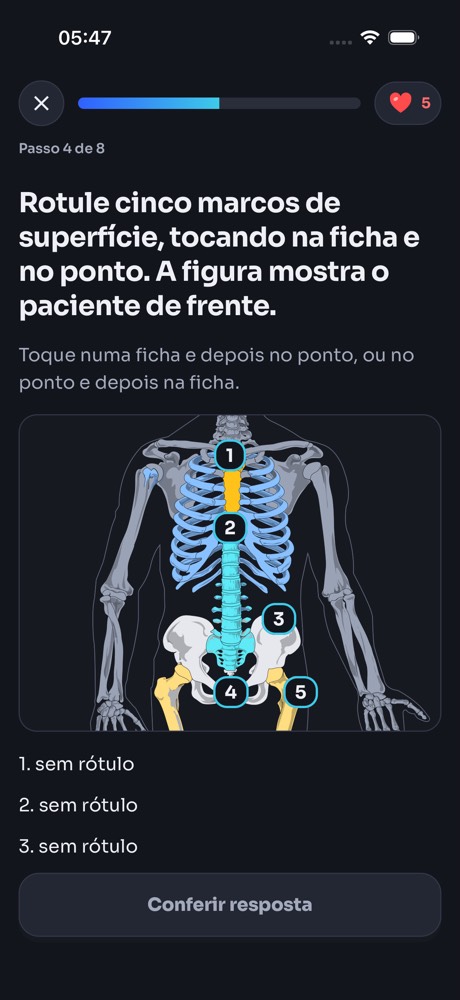 05:47
5
Passo 4 de 8
Rotule cinco marcos de
superfície, tocando na ficha e
no ponto. A figura mostra o
paciente de frente.
Toque numa ficha e depois no ponto, ou no
ponto e depois na ficha.
1
2
3
4
5
1. sem rótulo
2. sem rótulo
3. sem rótulo
Conferir resposta